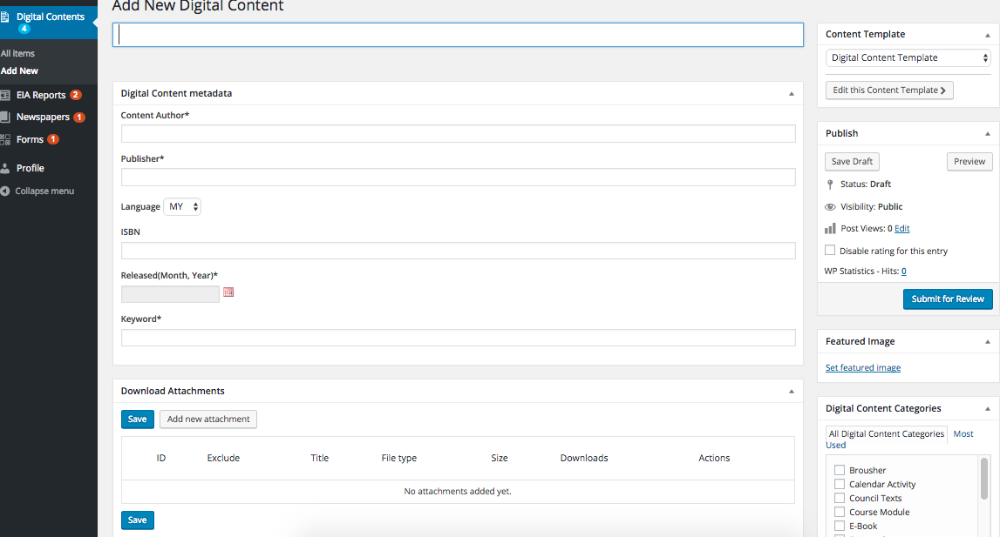 Digital Contents
4
All items
Add New
EIA Reports 2
Newspapers 1
Forms 1
Profile
Collapse menu
Add New Digital Content
Digital Content metadata
Content Author*
Publisher*
Language MY
ISBN
Released(Month, Year)*
Keyword*
Download Attachments
Save Add new attachment
ID Exclude Title File type Size Downloads Actions
No attachments added yet.
Save
Content Template
Digital Content Template
Edit this Content Template
Publish
Save Draft Preview
Status: Draft
Visibility: Public
Post Views: 0 Edit
Disable rating for this entry
WP Statistics - Hits: 0
Submit for Review
Featured Image
Set featured image
Digital Content Categories
All Digital Content Categories Most
Used
Brousher
Calendar Activity
Council Texts
Course Module
E-Book